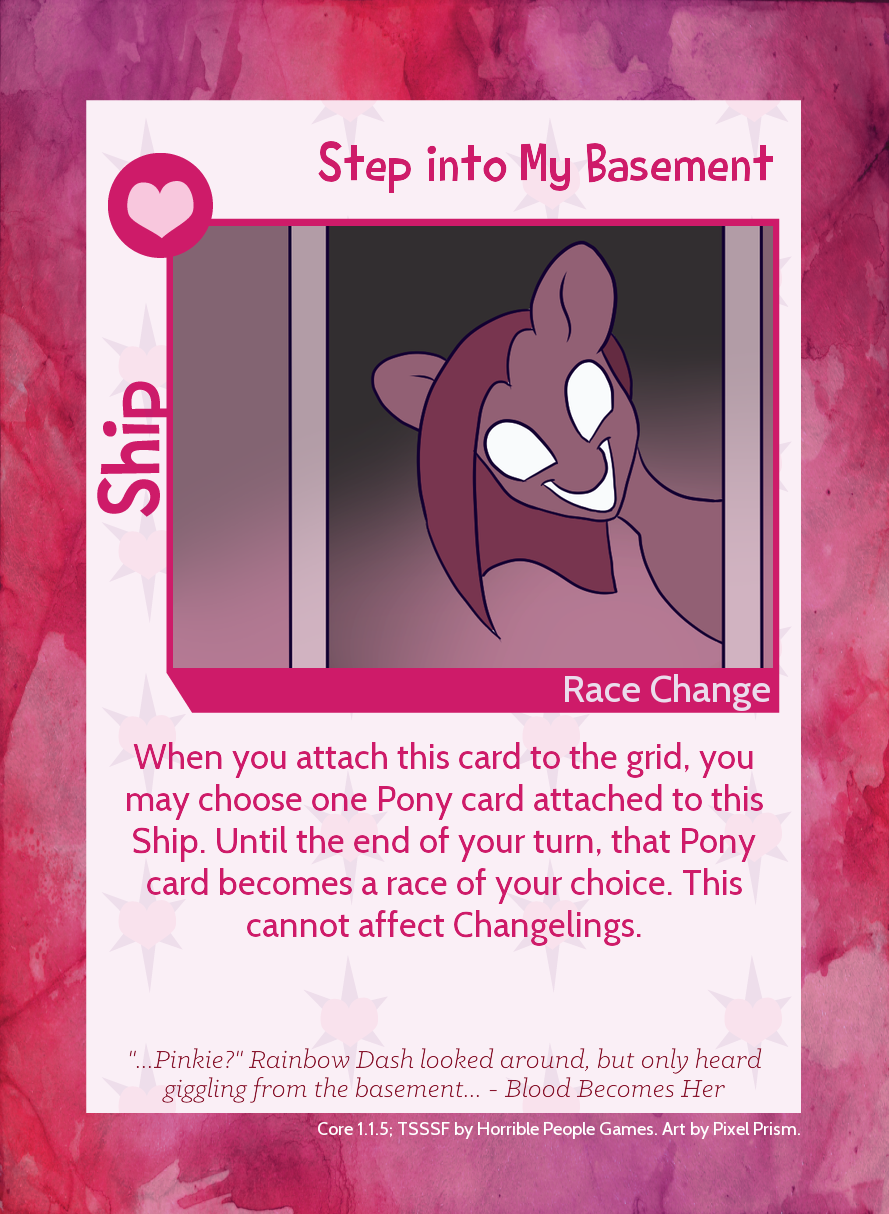 Step into My Basement
Ship
Race Change
When you attach this card to the grid, you
may choose one Pony card attached to this
Ship. Until the end of your turn, that Pony
card becomes a race of your choice. This
cannot affect Changelings.
"...Pinkie?" Rainbow Dash looked around, but only heard
giggling from the basement... - Blood Becomes Her
Core 1.1.5; TSSSF by Horrible People Games. Art by Pixel Prism.